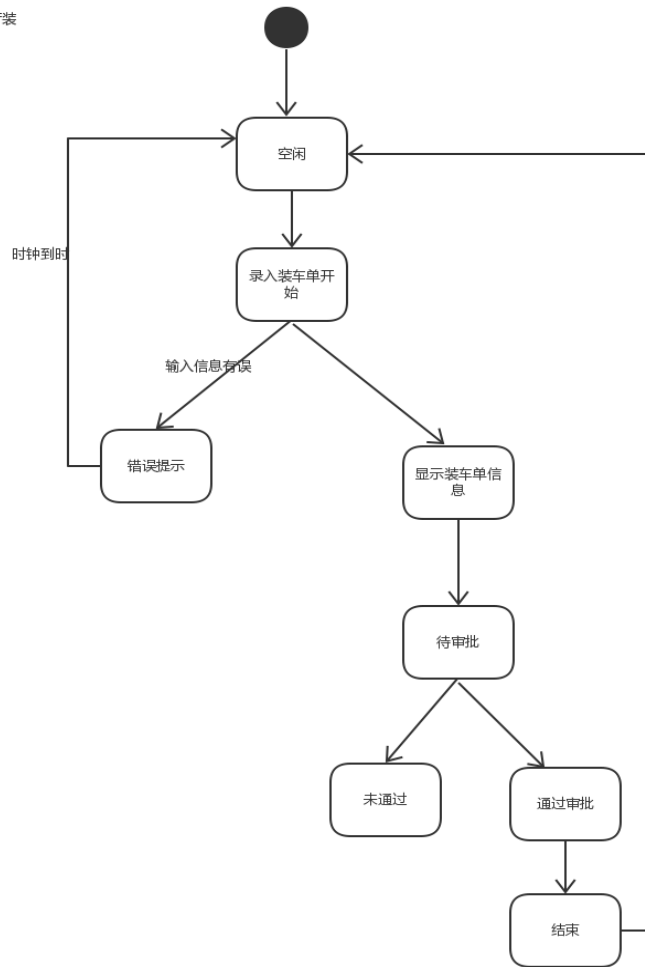 装
空闲
录入装车单开
始
时钟到时
输入信息有误
错误提示
显示装车单信
息
待审批
未通过
通过审批
结束